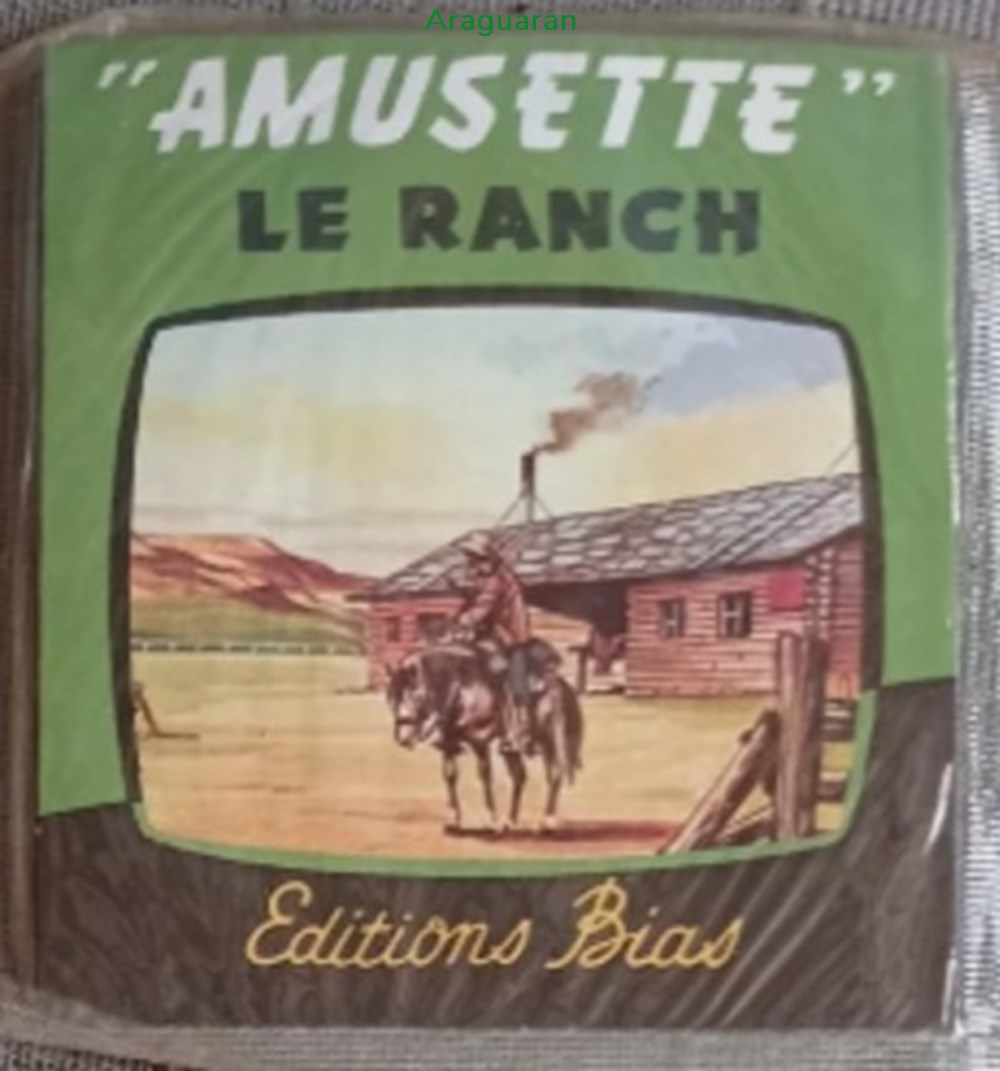 Araguaran
"AMUSETTE"
LE RANCH
Editions Bias